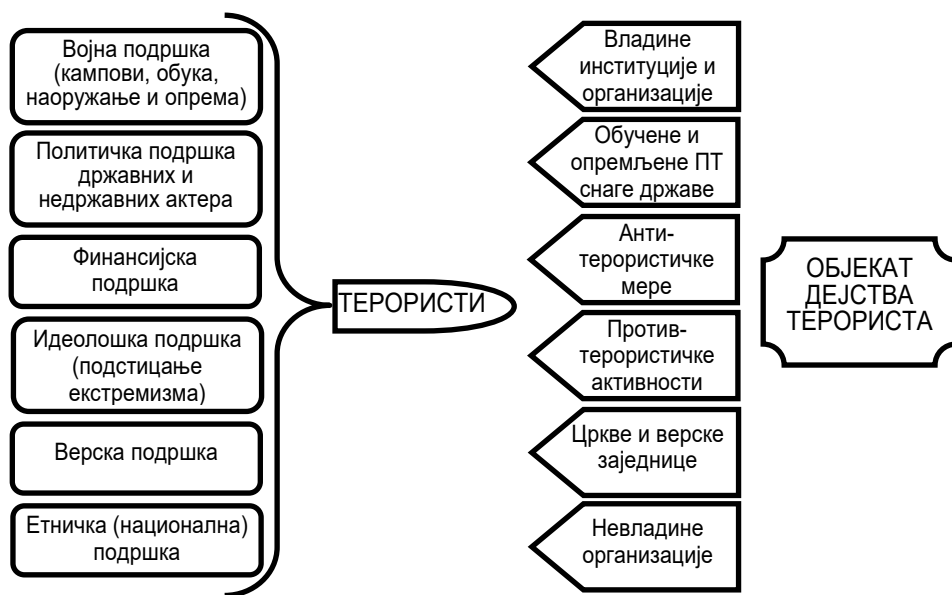 Војна подршка
(кампови, обука,
наоружање и опрема)
Политичка подршка
државних и
недржавних актера
Финансијска
подршка
Идеолошка подршка
(подстицање
екстремизма)
Верска подршка
Етничка (национална)
подршка
ТЕРОРИСТИ
Владине
институције и
организације
Обучене и
опремљене ПТ
снаге државе
Анти-
терористичке
мере
Против-
терористичке
активности
Цркве и верске
заједнице
Невладине
организације
ОБЈЕКАТ
ДЕЈСТВА
ТЕРОРИСТА